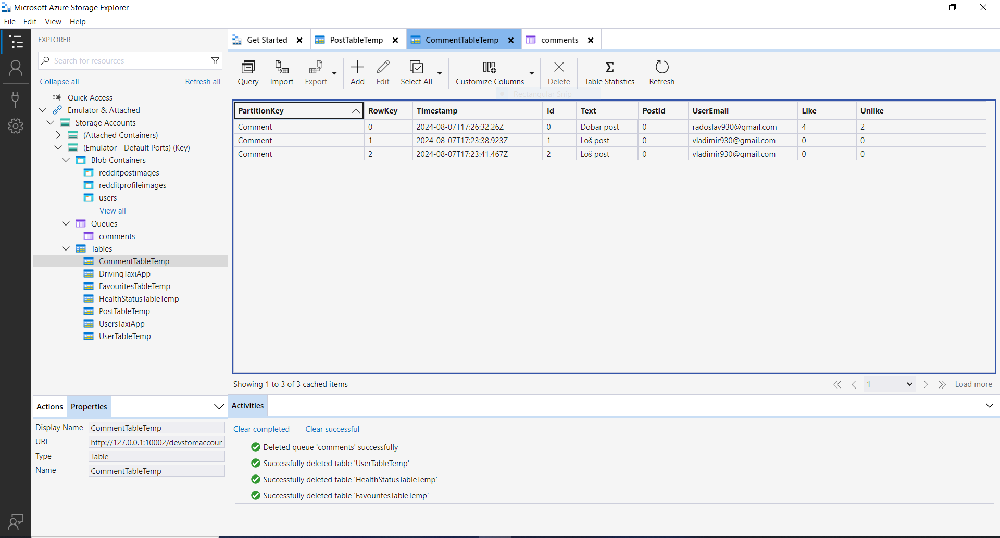 Microsoft Azure Storage Explorer
File Edit View Help
EXPLORER
Search for resources
Collapse all Refresh all
Quick Access
Emulator & Attached
Storage Accounts
(Attached Containers)
(Emulator - Default Ports) (Key)
Blob Containers
redditpostimages
redditprofileimages
users
View all
Queues
comments
Tables
CommentTableTemp
DrivingTaxiApp
FavouritesTableTemp
HealthStatusTableTemp
PostTableTemp
UsersTaxiApp
UserTableTemp
Actions Properties
Display Name CommentTableTemp
URL http://127.0.0.1:10002/devstoreaccoun
Type Table
Name CommentTableTemp
Get Started PostTableTemp CommentTableTemp comments
Query Import Export Add Edit Select All Customize Columns Delete Table Statistics Refresh
Rectangular Snip
PartitionKey RowKey Timestamp Id Text PostId UserEmail Like Unlike
Comment 0 2024-08-07T17:26:32.26Z 0 Dobar post 0 radoslav930@gmail.com 4 2
Comment 1 2024-08-07T17:23:38.923Z 1 Loš post 0 vladimir930@gmail.com 0 0
Comment 2 2024-08-07T17:23:41.467Z 2 Loš post 0 vladimir930@gmail.com 0 0
Showing 1 to 3 of 3 cached items 1 Load more
Activities
Clear completed Clear successful
Deleted queue 'comments' successfully
Successfully deleted table 'UserTableTemp'
Successfully deleted table 'HealthStatusTableTemp'
Successfully deleted table 'FavouritesTableTemp'